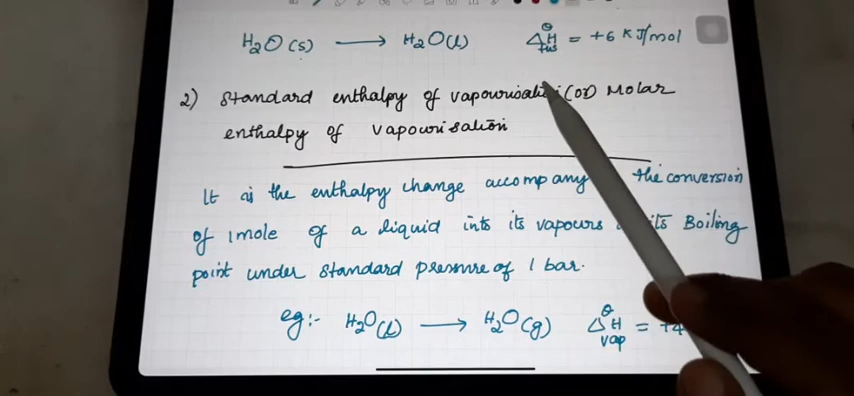 H₂O(s) ⟶ H₂O(l) Δ_fus H^Θ = +6 KJ/mol
2) Standard enthalpy of vapourisati (or) Molar
enthalpy of vapourisation
It is the enthalpy change accompany the conversion
of 1mole of a liquid into its vapours its Boiling
point under standard pressure of 1 bar.
eg:- H₂O(l) ⟶ H₂O(g) Δ_vap H^Θ = +4